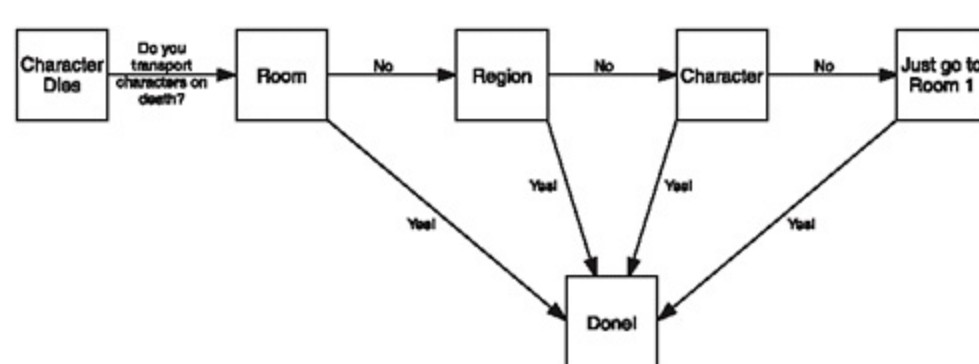 Character
Dies
Do you
transport
characters on
death?
Room
No
Region
No
Character
No
Just go to
Room 1
Yes!
Yes!
Yes!
Yes!
Done!